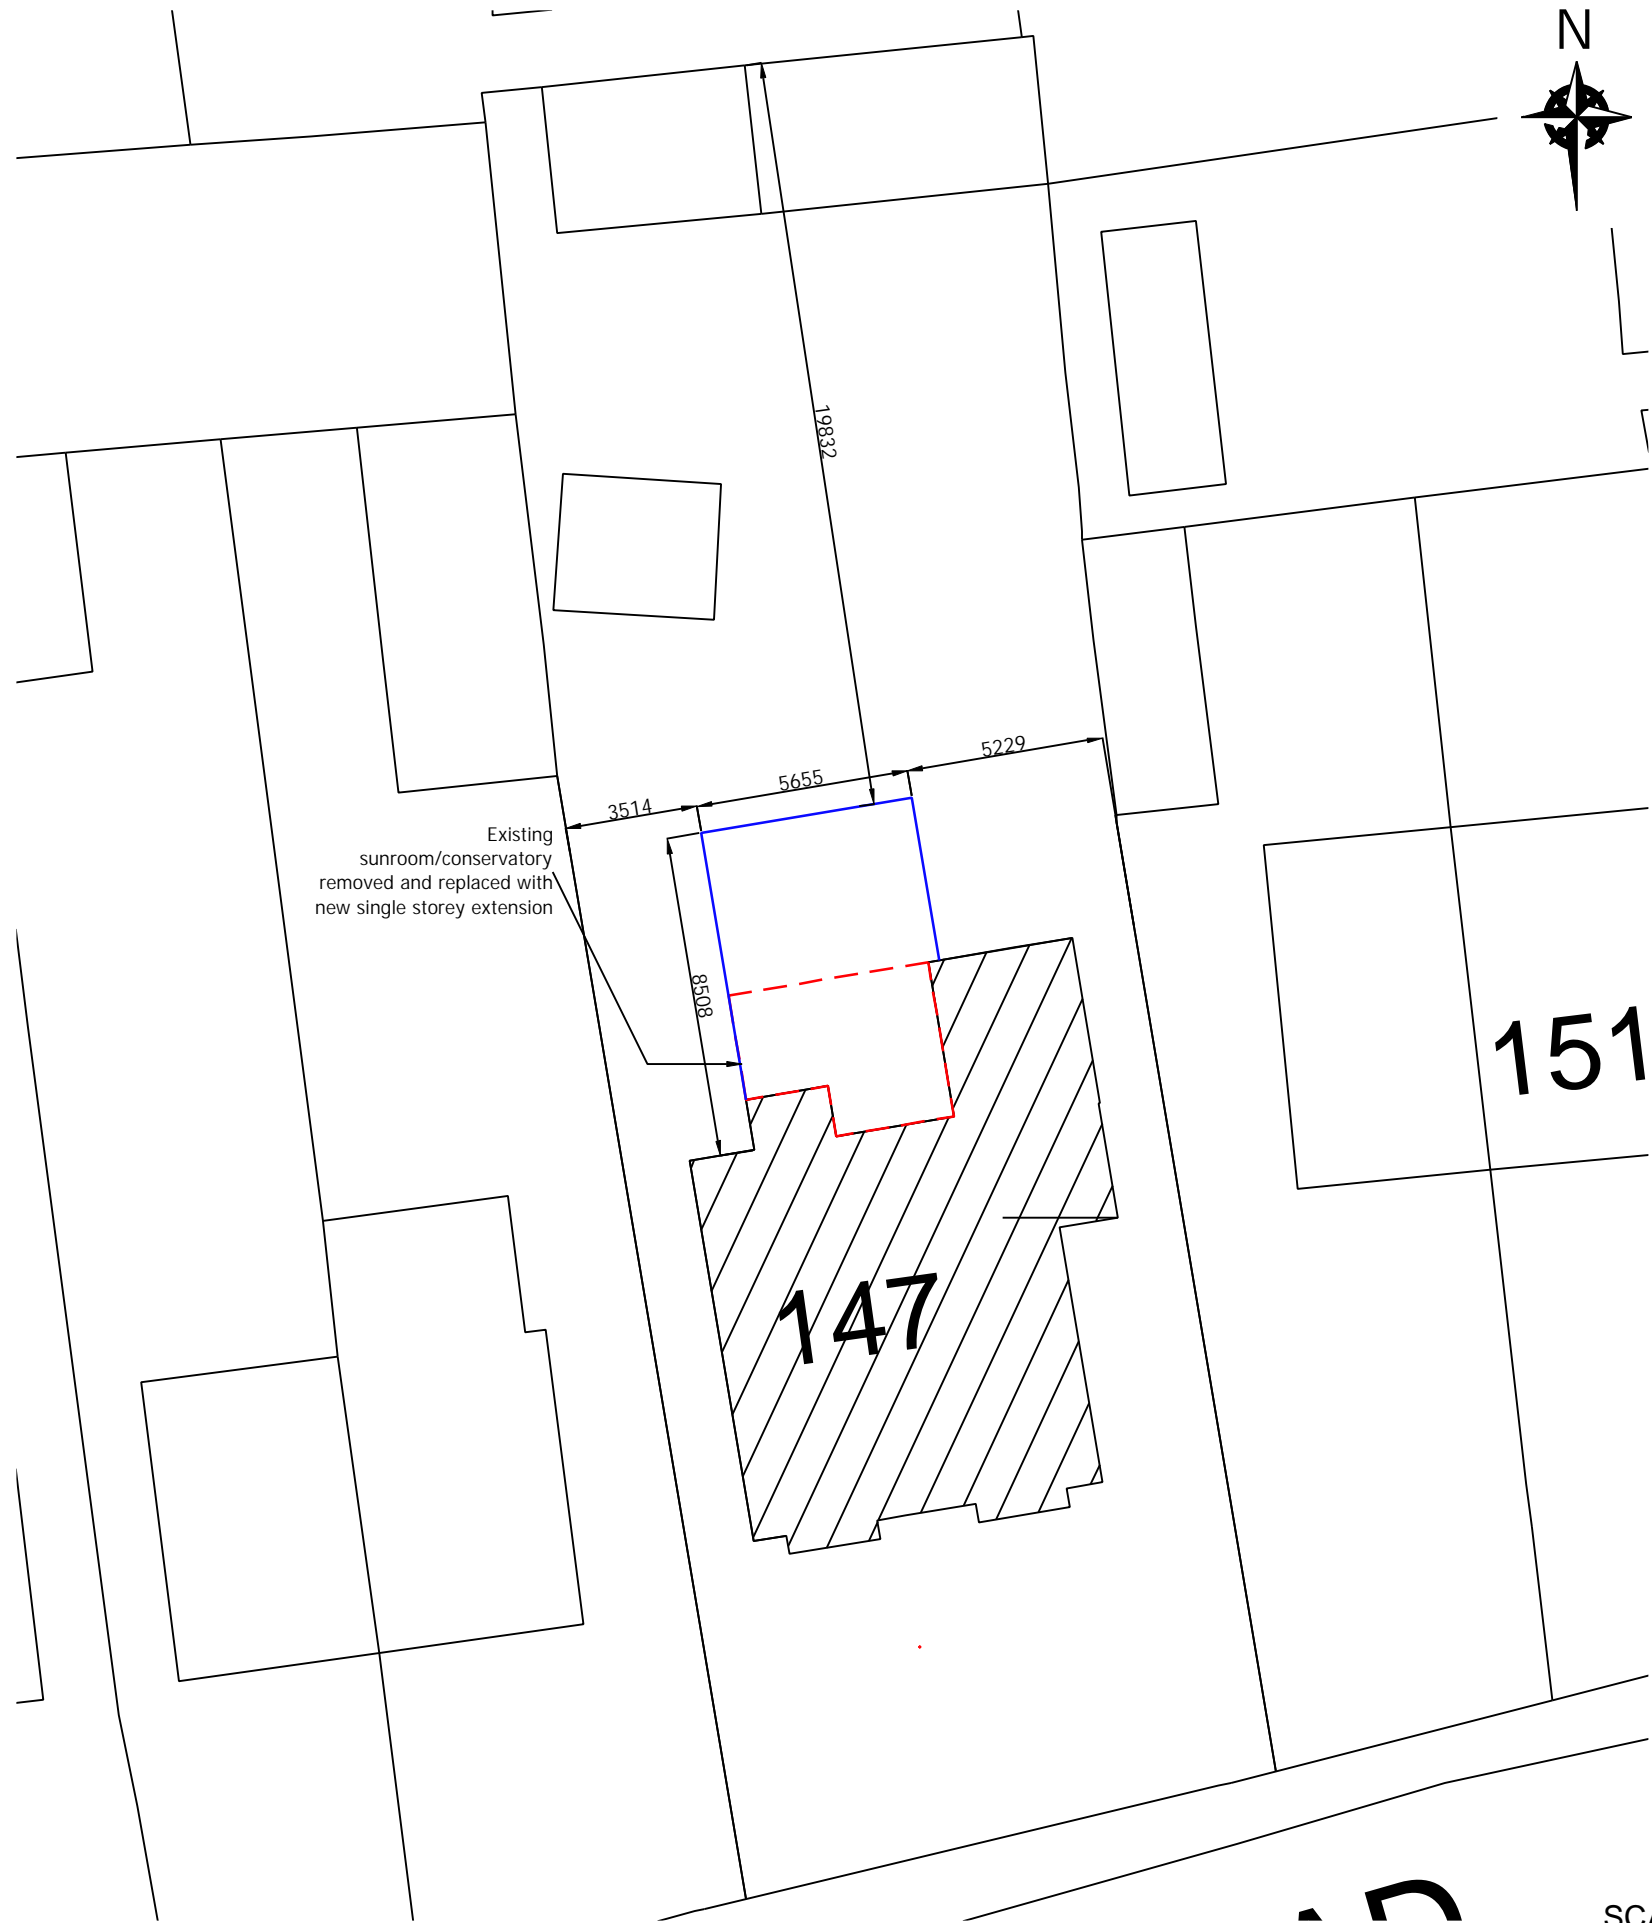 N
19832
5229
5655
3514
Existing
sunroom/conservatory
removed and replaced with
new single storey extension
8508
151
147